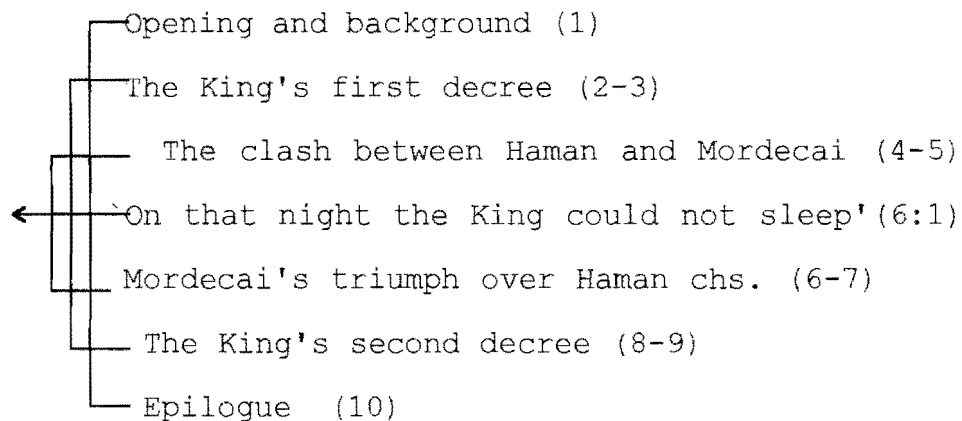 Opening and background (1)
The King's first decree (2-3)
The clash between Haman and Mordecai (4-5)
`On that night the King could not sleep' (6:1)
Mordecai's triumph over Haman chs. (6-7)
The King's second decree (8-9)
Epilogue (10)